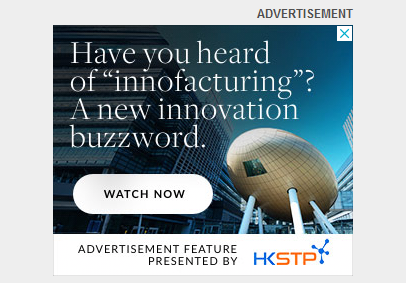 ADVERTISEMENT
Have you heard
of “innofacturing”?
A new innovation
buzzword.
WATCH NOW
ADVERTISEMENT FEATURE
PRESENTED BY
HKSTP